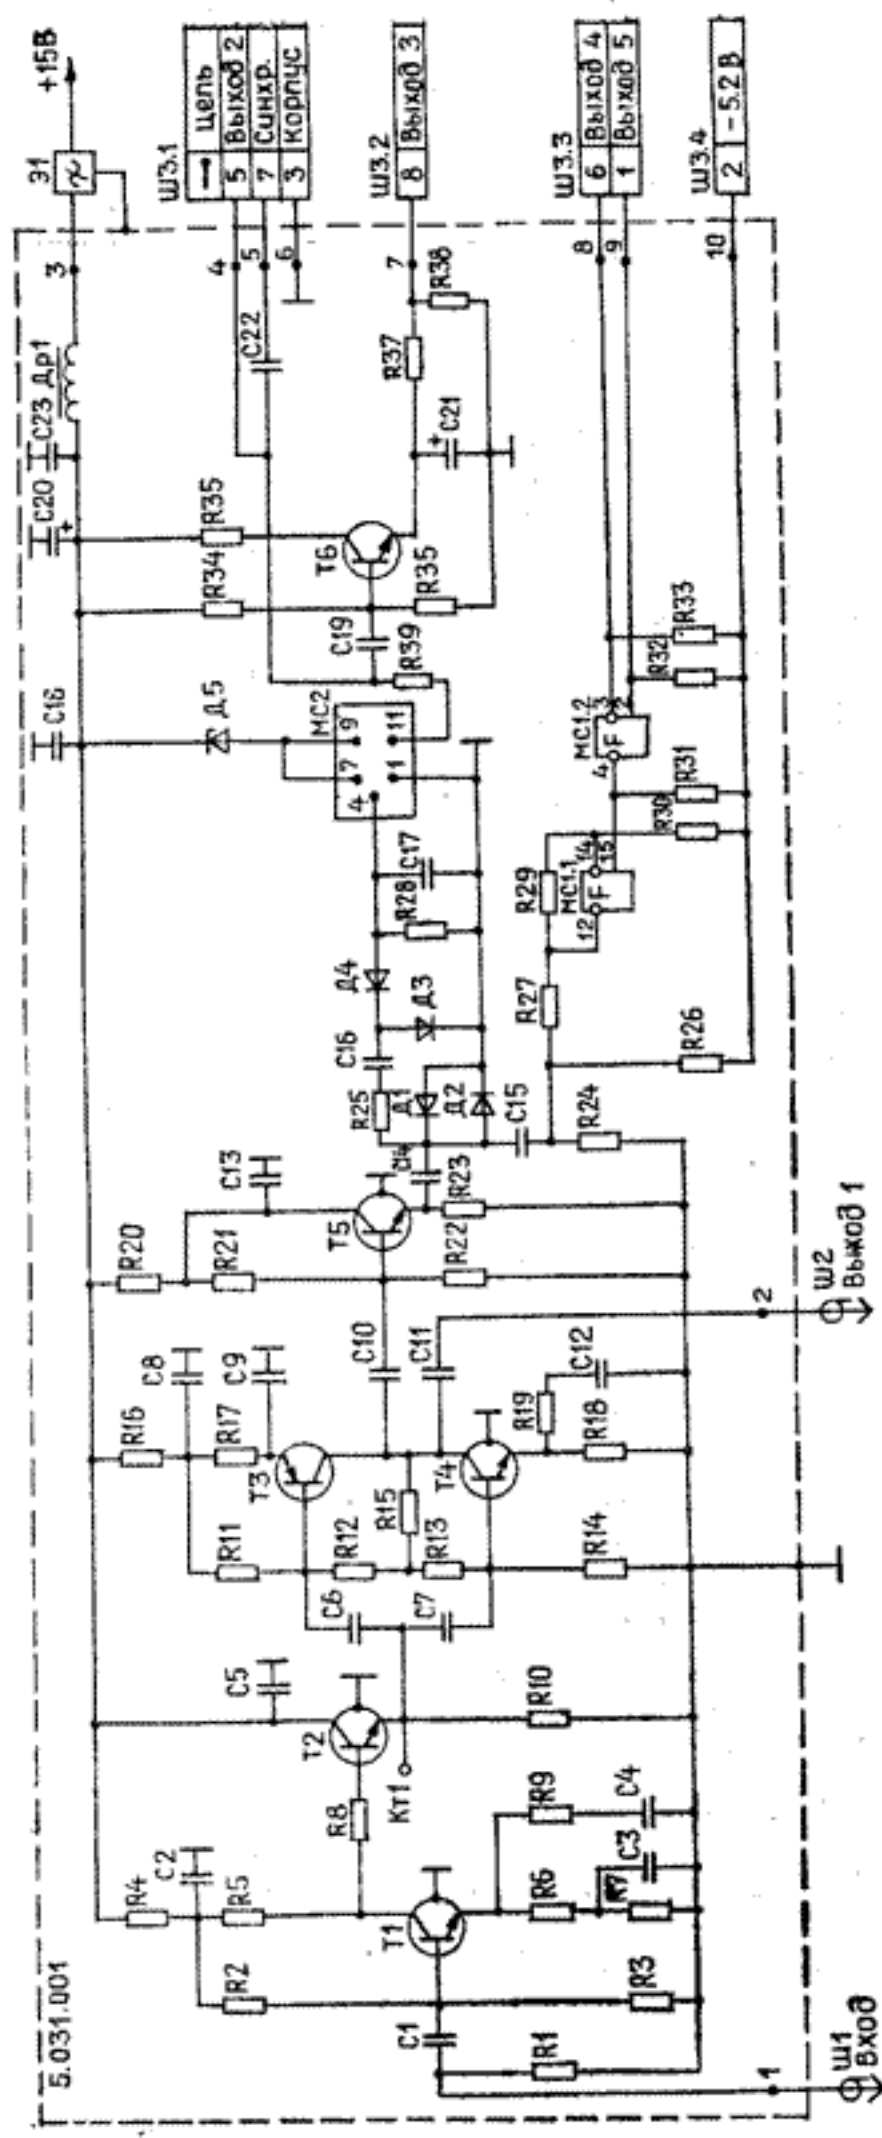 5.031.001
+15В
Э1
3
C20
C23
Др1
C16
Ш3.1
цепь
5 Выход 2
7 Синхр.
3 Корпус
4
5
6
Ш3.2
8 Выход 3
7
Ш3.3
6 Выход 4
1 Выход 5
8
9
Ш3.4
2 -5.2 В
10
R4
C2
R5
R2
T1
C1
R1
R3
R6
R7
C3
R9
C4
R8
T2
C5
Кт1
R10
C6
C7
R11
R12
R13
R14
R15
R16
R17
C8
C9
T3
T4
R18
R19
C12
C10
C11
R20
R21
R22
C13
T5
C14
R23
R24
C15
R25
C16
Д1
Д2
Д3
Д4
R28
C17
Д5
МС2
4
7
9
1
11
R39
C19
C22
R34
R35
T6
R35
C21
+
+
R37
R38
R26
R27
R29
МС1.1
F
12
14
15
R30
R31
МС1.2
F
4
3
2
R32
R33
1
Ш1
Вход
2
Ш2
Выход 1